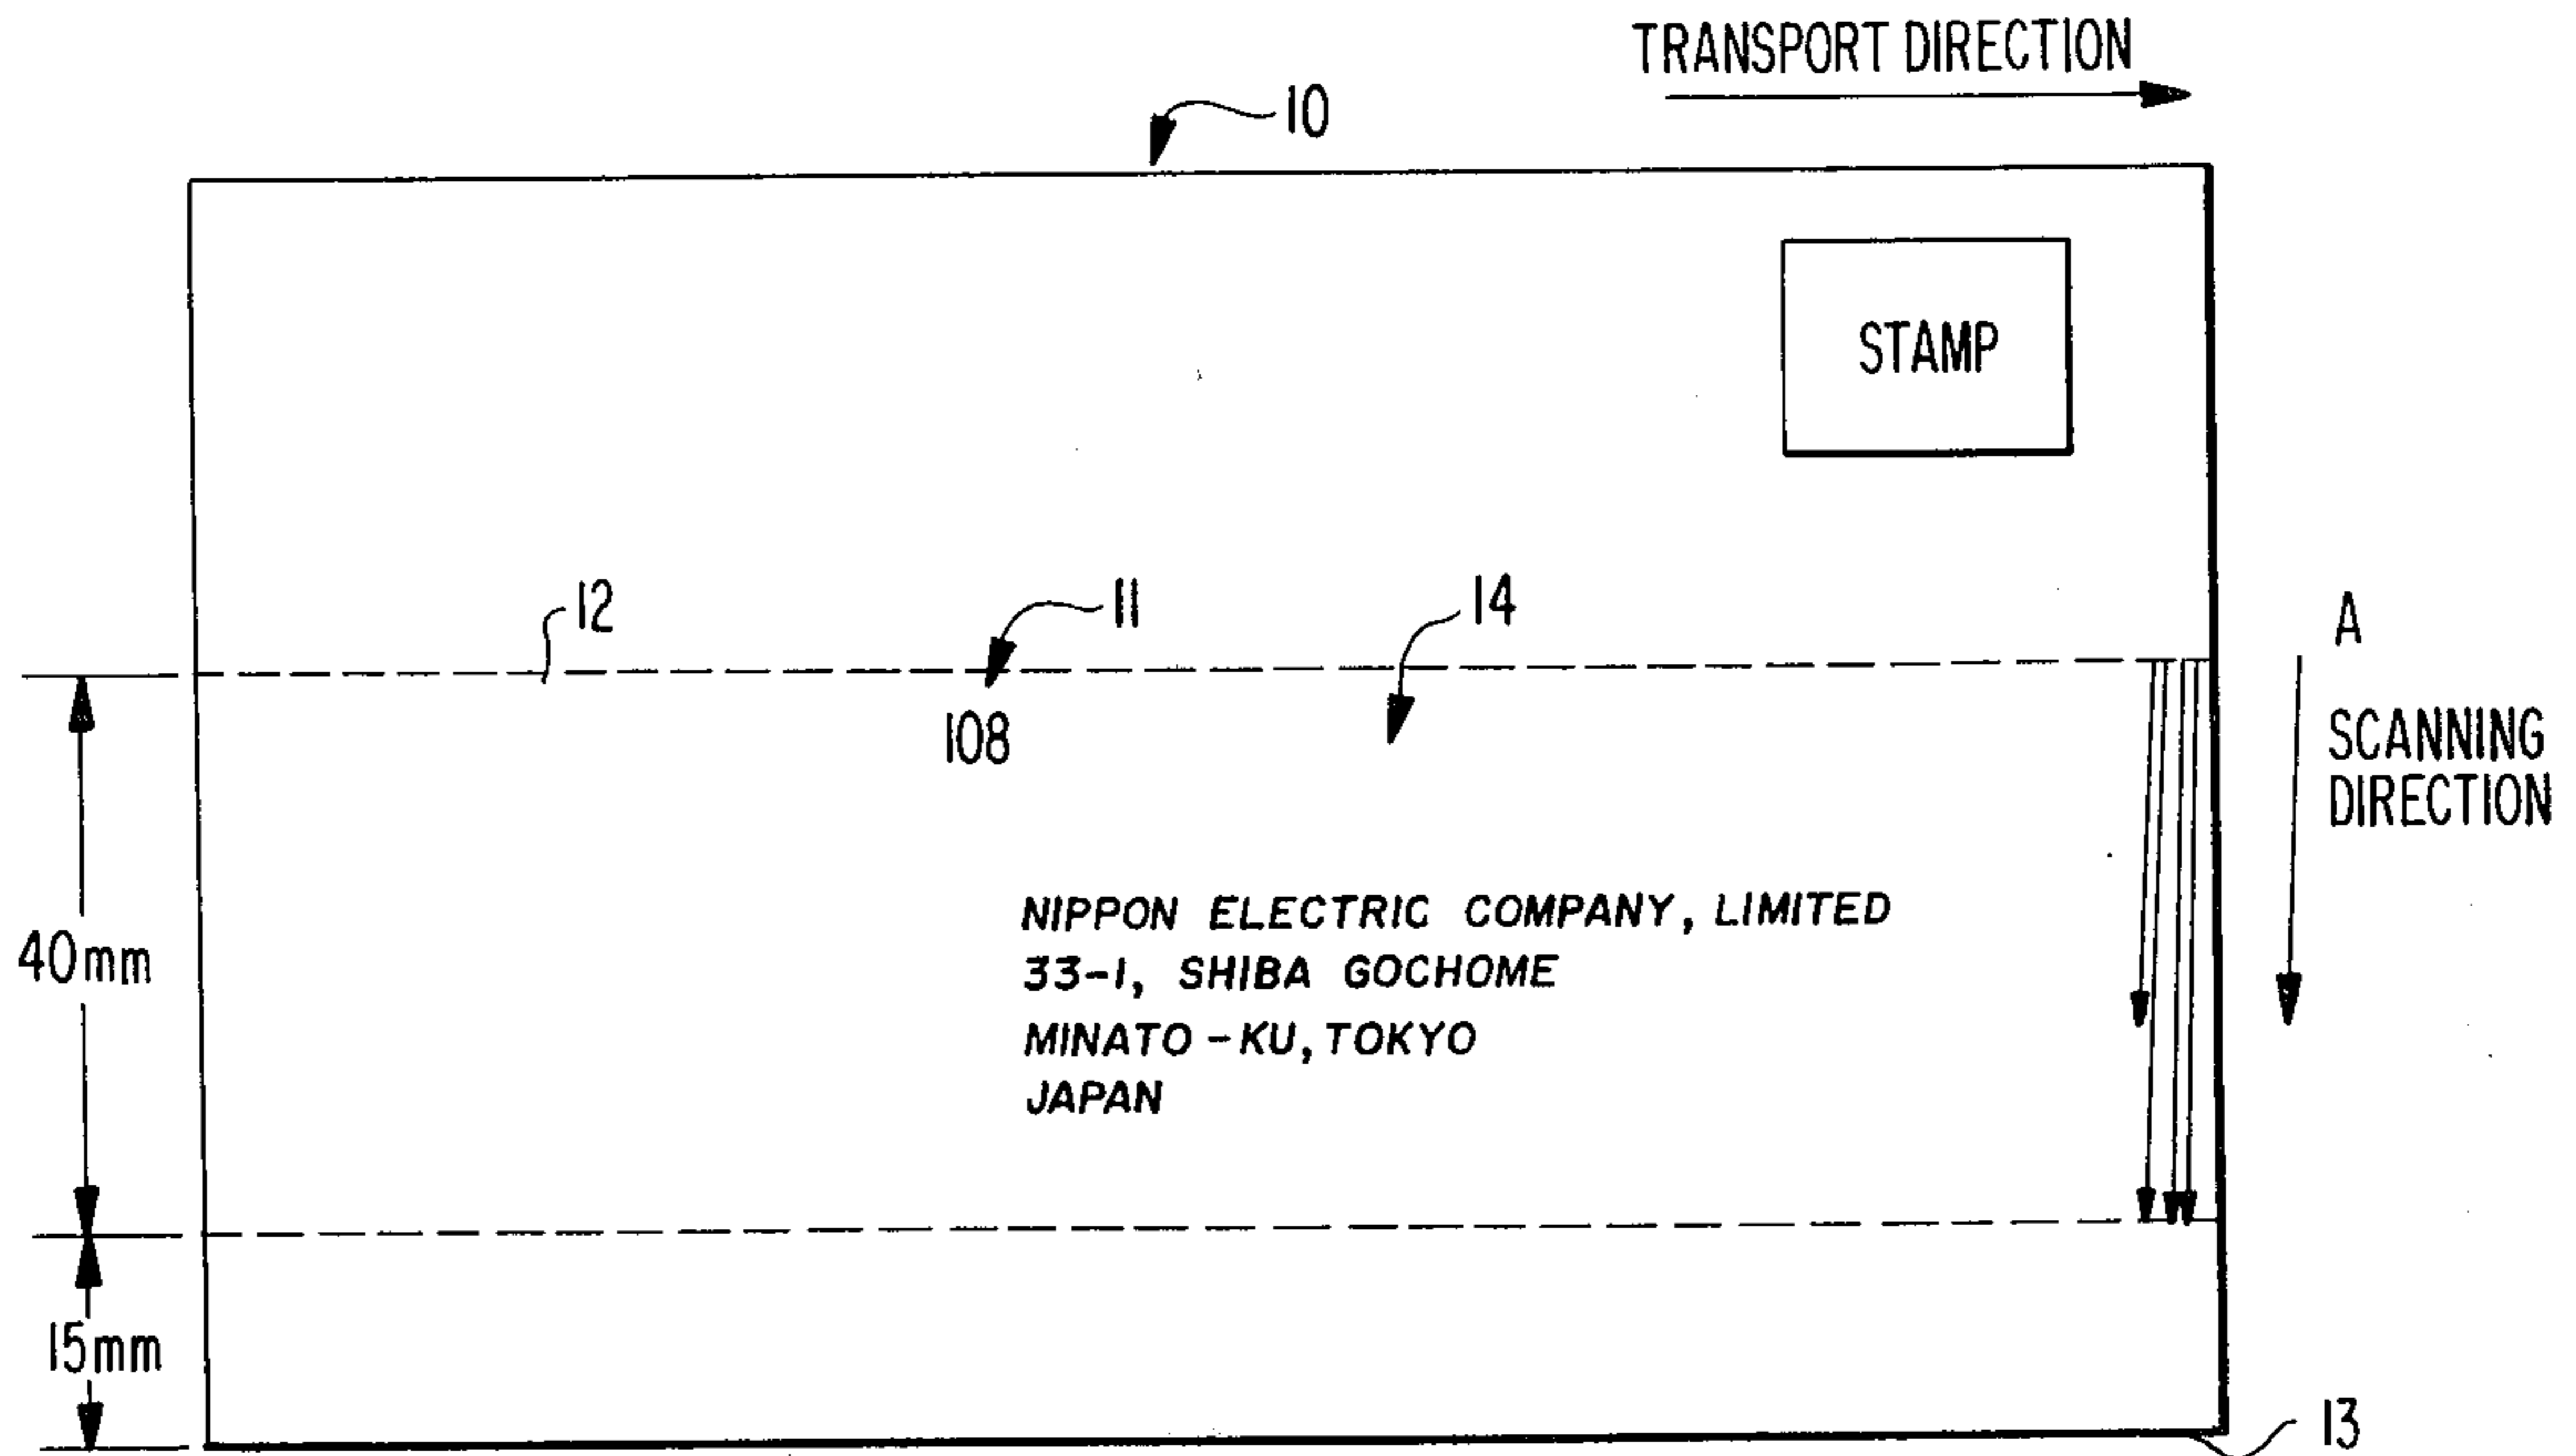 TRANSPORT DIRECTION
10
STAMP
12
11
14
A
108
SCANNING
DIRECTION
40mm
NIPPON ELECTRIC COMPANY, LIMITED
33-1, SHIBA GOCHOME
MINATO-KU, TOKYO
JAPAN
15mm
13